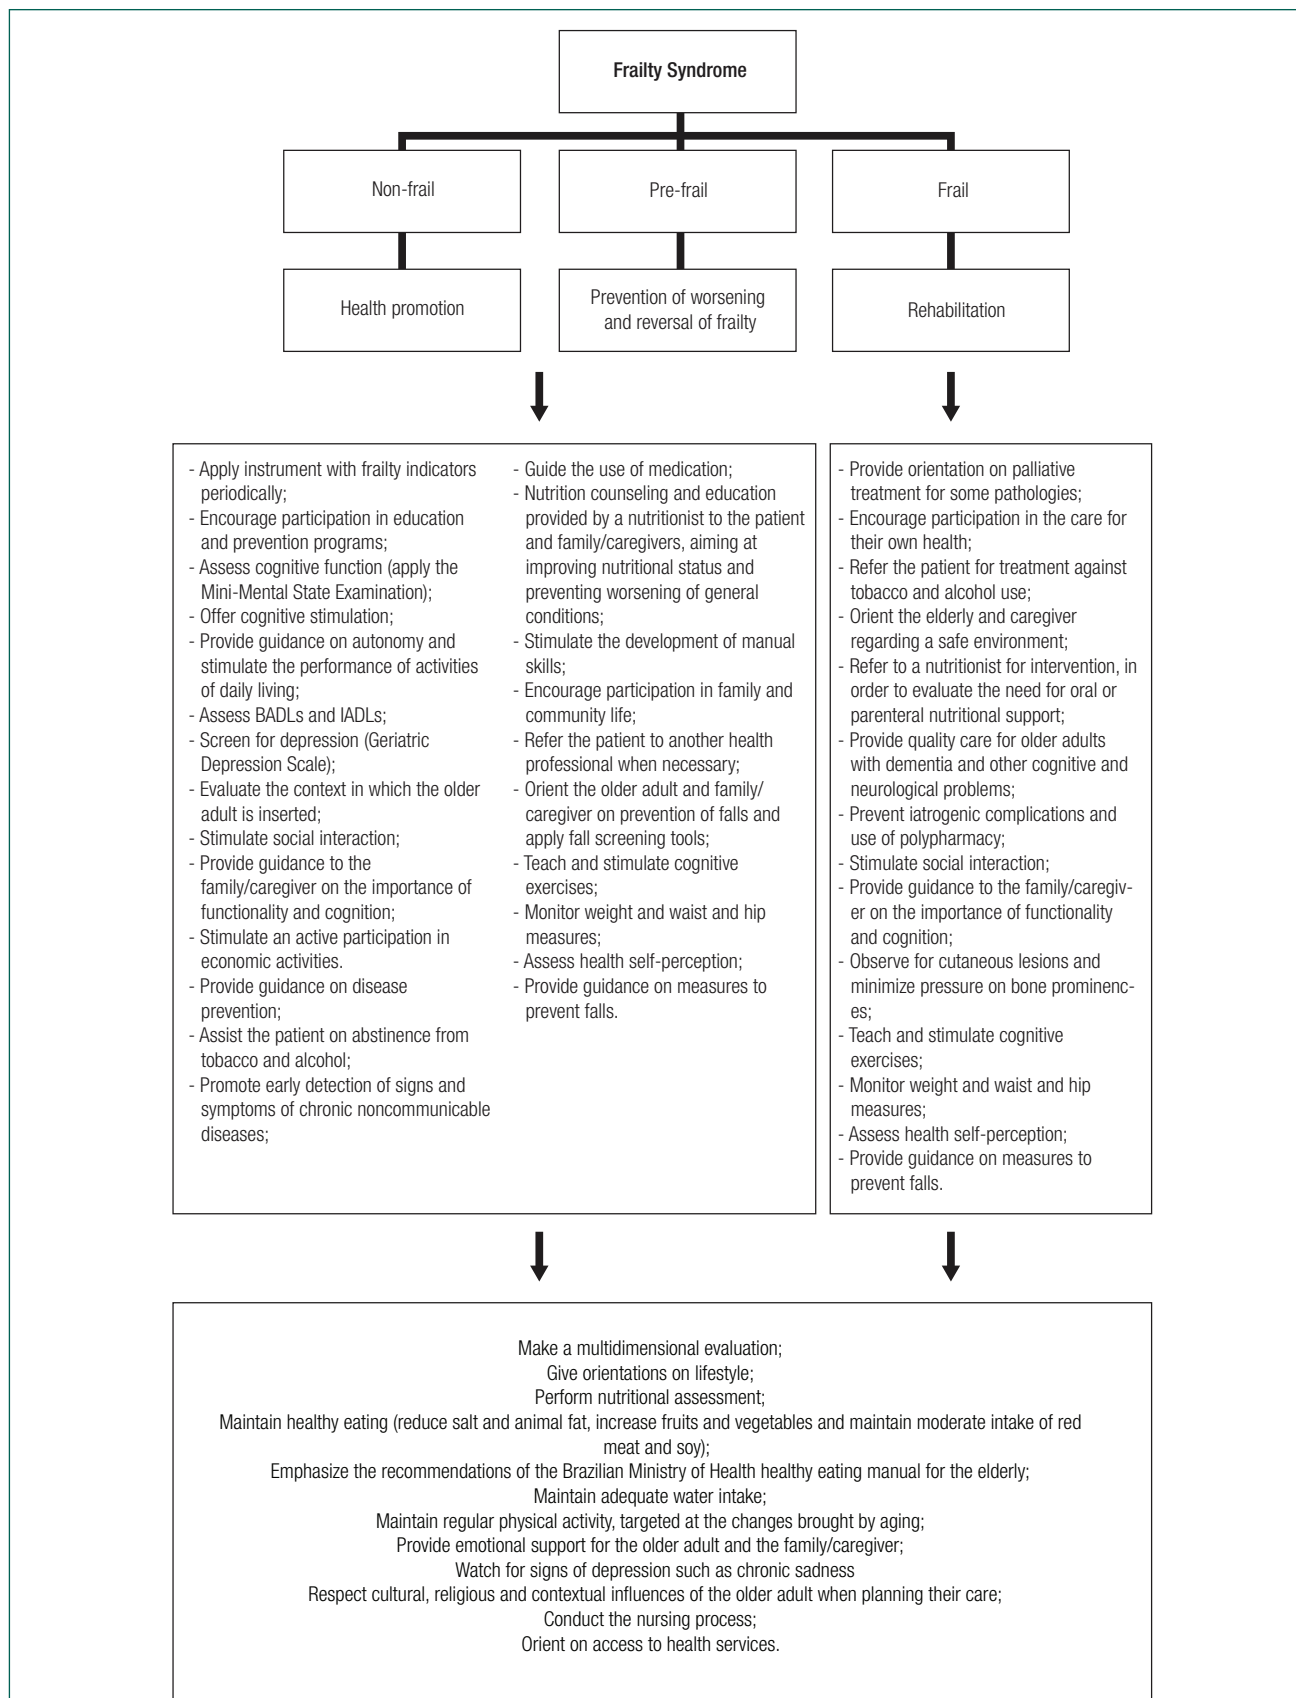 Frailty Syndrome
Non-frail
Pre-frail
Frail
Health promotion
Prevention of worsening
and reversal of frailty
Rehabilitation
- Apply instrument with frailty indicators
periodically;
- Encourage participation in education
and prevention programs;
- Assess cognitive function (apply the
Mini-Mental State Examination);
- Offer cognitive stimulation;
- Provide guidance on autonomy and
stimulate the performance of activities
of daily living;
- Assess BADLs and IADLs;
- Screen for depression (Geriatric
Depression Scale);
- Evaluate the context in which the older
adult is inserted;
- Stimulate social interaction;
- Provide guidance to the
family/caregiver on the importance of
functionality and cognition;
- Stimulate an active participation in
economic activities.
- Provide guidance on disease
prevention;
- Assist the patient on abstinence from
tobacco and alcohol;
- Promote early detection of signs and
symptoms of chronic noncommunicable
diseases;
- Guide the use of medication;
- Nutrition counseling and education
provided by a nutritionist to the patient
and family/caregivers, aiming at
improving nutritional status and
preventing worsening of general
conditions;
- Stimulate the development of manual
skills;
- Encourage participation in family and
community life;
- Refer the patient to another health
professional when necessary;
- Orient the older adult and family/
caregiver on prevention of falls and
apply fall screening tools;
- Teach and stimulate cognitive
exercises;
- Monitor weight and waist and hip
measures;
- Assess health self-perception;
- Provide guidance on measures to
prevent falls.
- Provide orientation on palliative
treatment for some pathologies;
- Encourage participation in the care for
their own health;
- Refer the patient for treatment against
tobacco and alcohol use;
- Orient the elderly and caregiver
regarding a safe environment;
- Refer to a nutritionist for intervention, in
order to evaluate the need for oral or
parenteral nutritional support;
- Provide quality care for older adults
with dementia and other cognitive and
neurological problems;
- Prevent iatrogenic complications and
use of polypharmacy;
- Stimulate social interaction;
- Provide guidance to the family/caregiv-
er on the importance of functionality
and cognition;
- Observe for cutaneous lesions and
minimize pressure on bone prominenc-
es;
- Teach and stimulate cognitive
exercises;
- Monitor weight and waist and hip
measures;
- Assess health self-perception;
- Provide guidance on measures to
prevent falls.
Make a multidimensional evaluation;
Give orientations on lifestyle;
Perform nutritional assessment;
Maintain healthy eating (reduce salt and animal fat, increase fruits and vegetables and maintain moderate intake of red
meat and soy);
Emphasize the recommendations of the Brazilian Ministry of Health healthy eating manual for the elderly;
Maintain adequate water intake;
Maintain regular physical activity, targeted at the changes brought by aging;
Provide emotional support for the older adult and the family/caregiver;
Watch for signs of depression such as chronic sadness
Respect cultural, religious and contextual influences of the older adult when planning their care;
Conduct the nursing process;
Orient on access to health services.